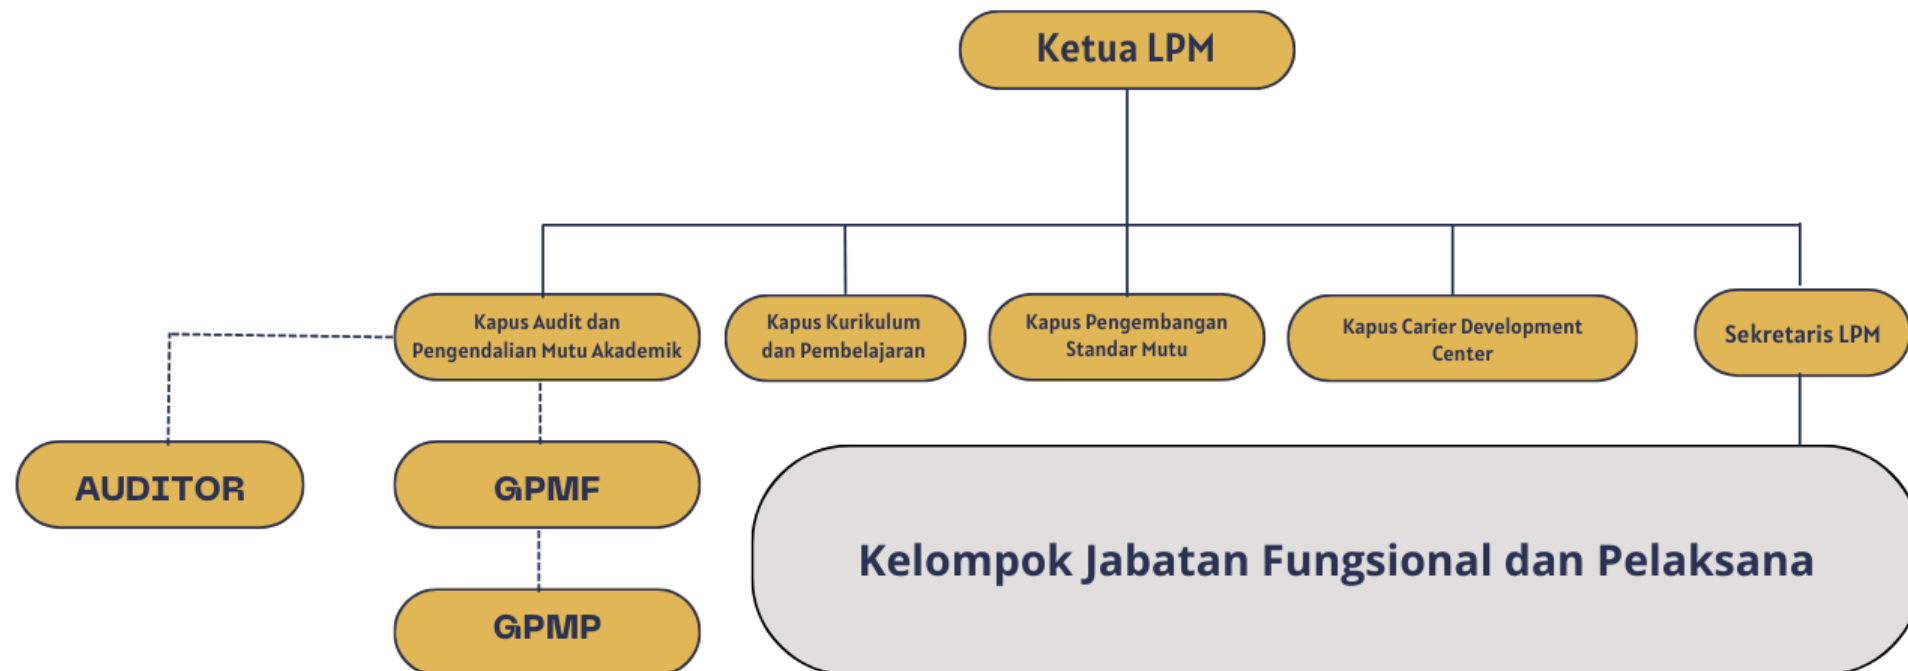 Ketua LPM
Kapus Audit dan
Pengendalian Mutu Akademik
Kapus Kurikulum
dan Pembelajaran
Kapus Pengembangan
Standar Mutu
Kapus Carier Development
Center
Sekretaris LPM
AUDITOR
GPMF
Kelompok Jabatan Fungsional dan Pelaksana
GPMP